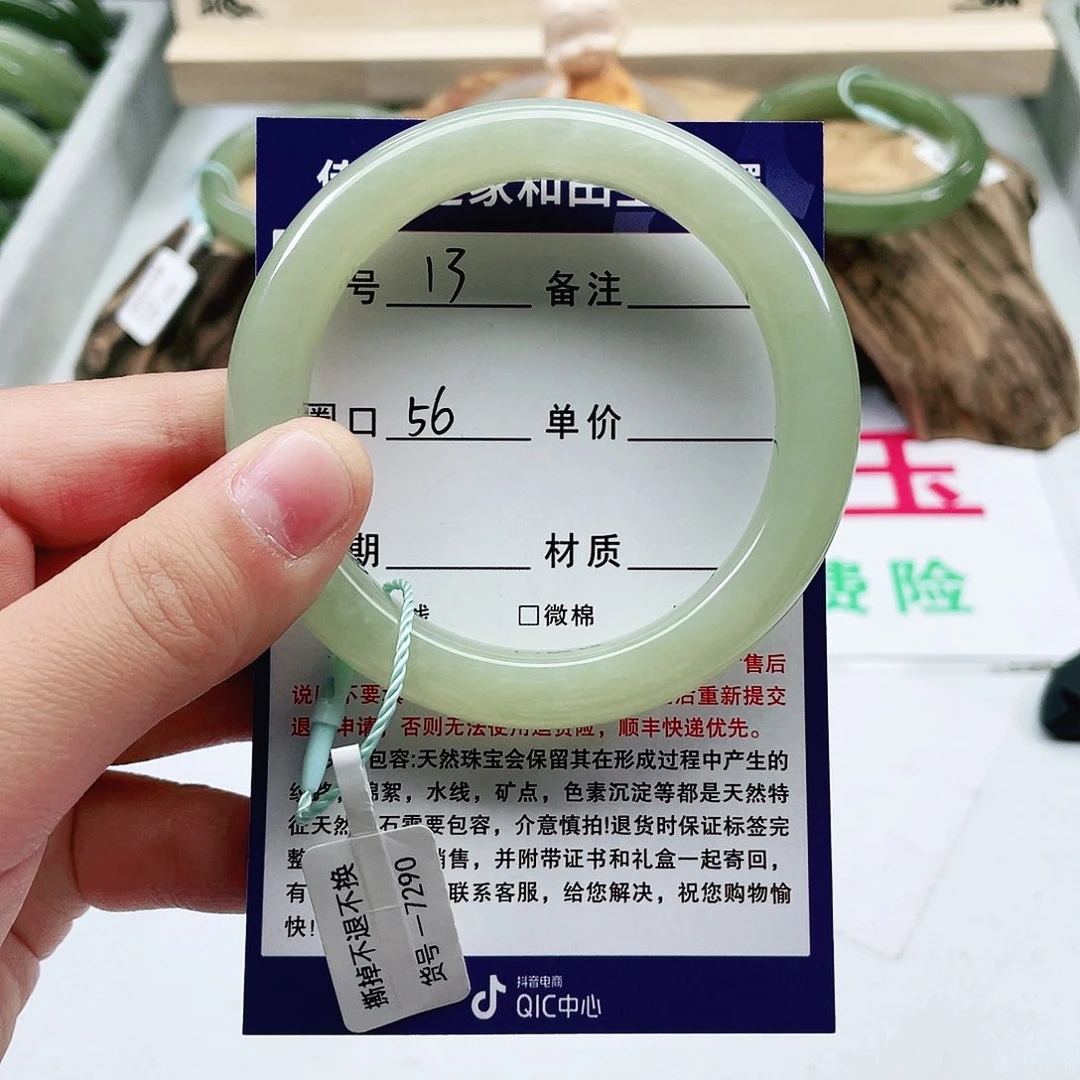 家和田
号 13 备注
圈口 56 单价
期 材质
□微棉
售后
说 不要 后重新提交
退 申请，否则无法使用运费险，顺丰快递优先。
包容:天然珠宝会保留其在形成过程中产生的
棉絮，水线，矿点，色素沉淀等都是天然特
征天然 石需要包容，介意慎拍!退货时保证标签完
整 销售，并附带证书和礼盒一起寄回，
有 联系客服，给您解决，祝您购物愉
快!
撕掉不退不换
货号－7290
抖音电商
QIC中心
玉
费险